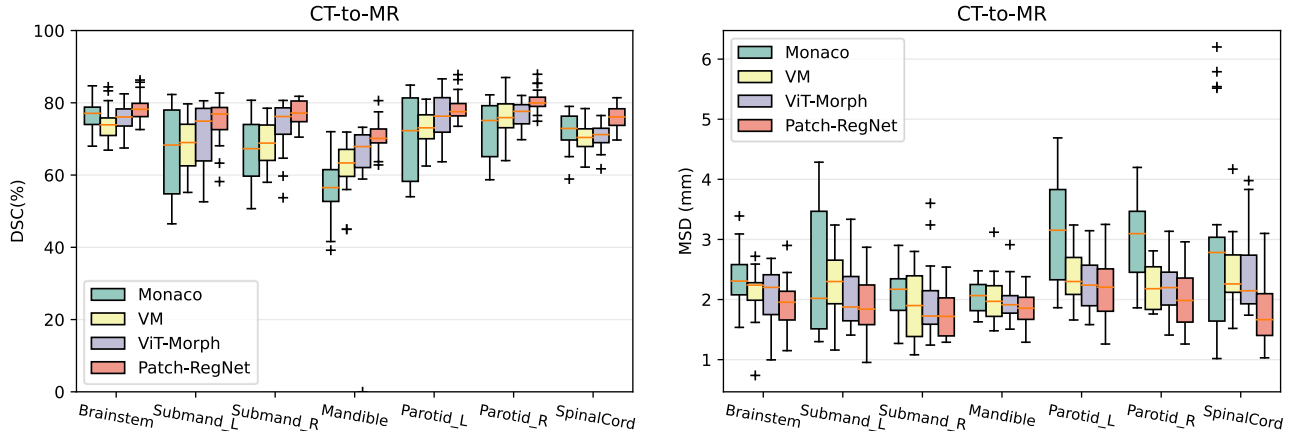 CT-to-MR
DSC(%)
100
80
60
40
20
0
Monaco
VM
ViT-Morph
Patch-RegNet
Brainstem
Submand_L
Submand_R
Mandible
Parotid_L
Parotid_R
SpinalCord
CT-to-MR
MSD (mm)
6
5
4
3
2
1
Monaco
VM
ViT-Morph
Patch-RegNet
Brainstem
Submand_L
Submand_R
Mandible
Parotid_L
Parotid_R
SpinalCord